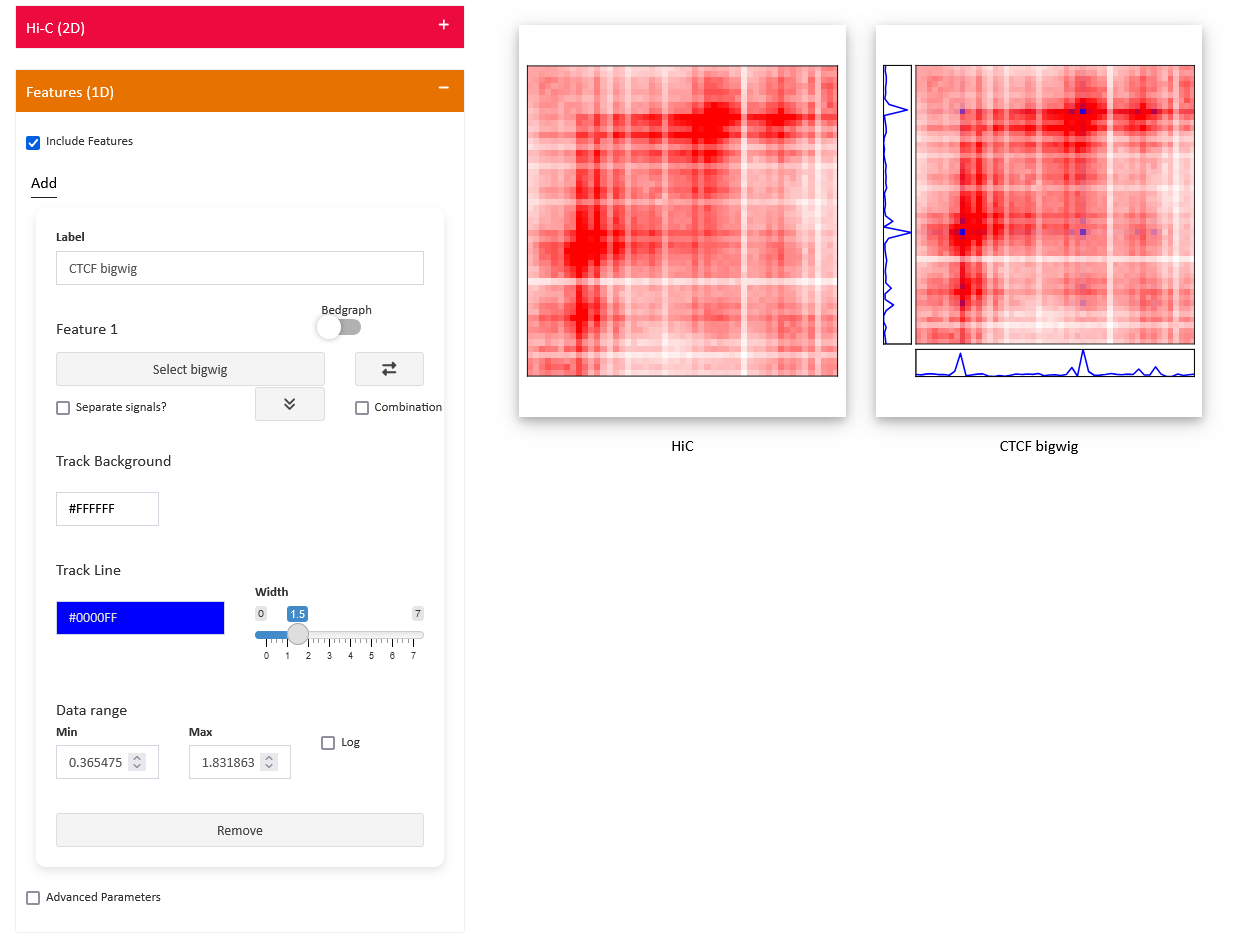 Hi-C (2D)
+
Features (1D)
−
Include Features
Add
Label
CTCF bigwig
Bedgraph
Feature 1
Select bigwig
Separate signals?
Combination
Track Background
#FFFFFF
Track Line
Width
0 1.5 7
#0000FF
0 1 2 3 4 5 6 7
Data range
Min Max
Log
0.365475 1.831863
Remove
Advanced Parameters
HiC
CTCF bigwig